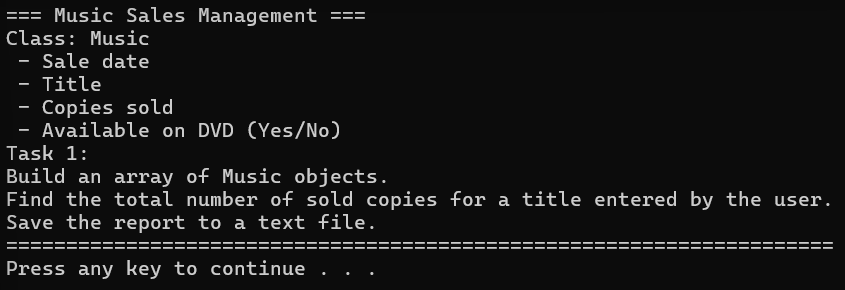 === Music Sales Management ===
Class: Music
 - Sale date
 - Title
 - Copies sold
 - Available on DVD (Yes/No)
Task 1:
Build an array of Music objects.
Find the total number of sold copies for a title entered by the user.
Save the report to a text file.
=====================================================================
Press any key to continue . . .